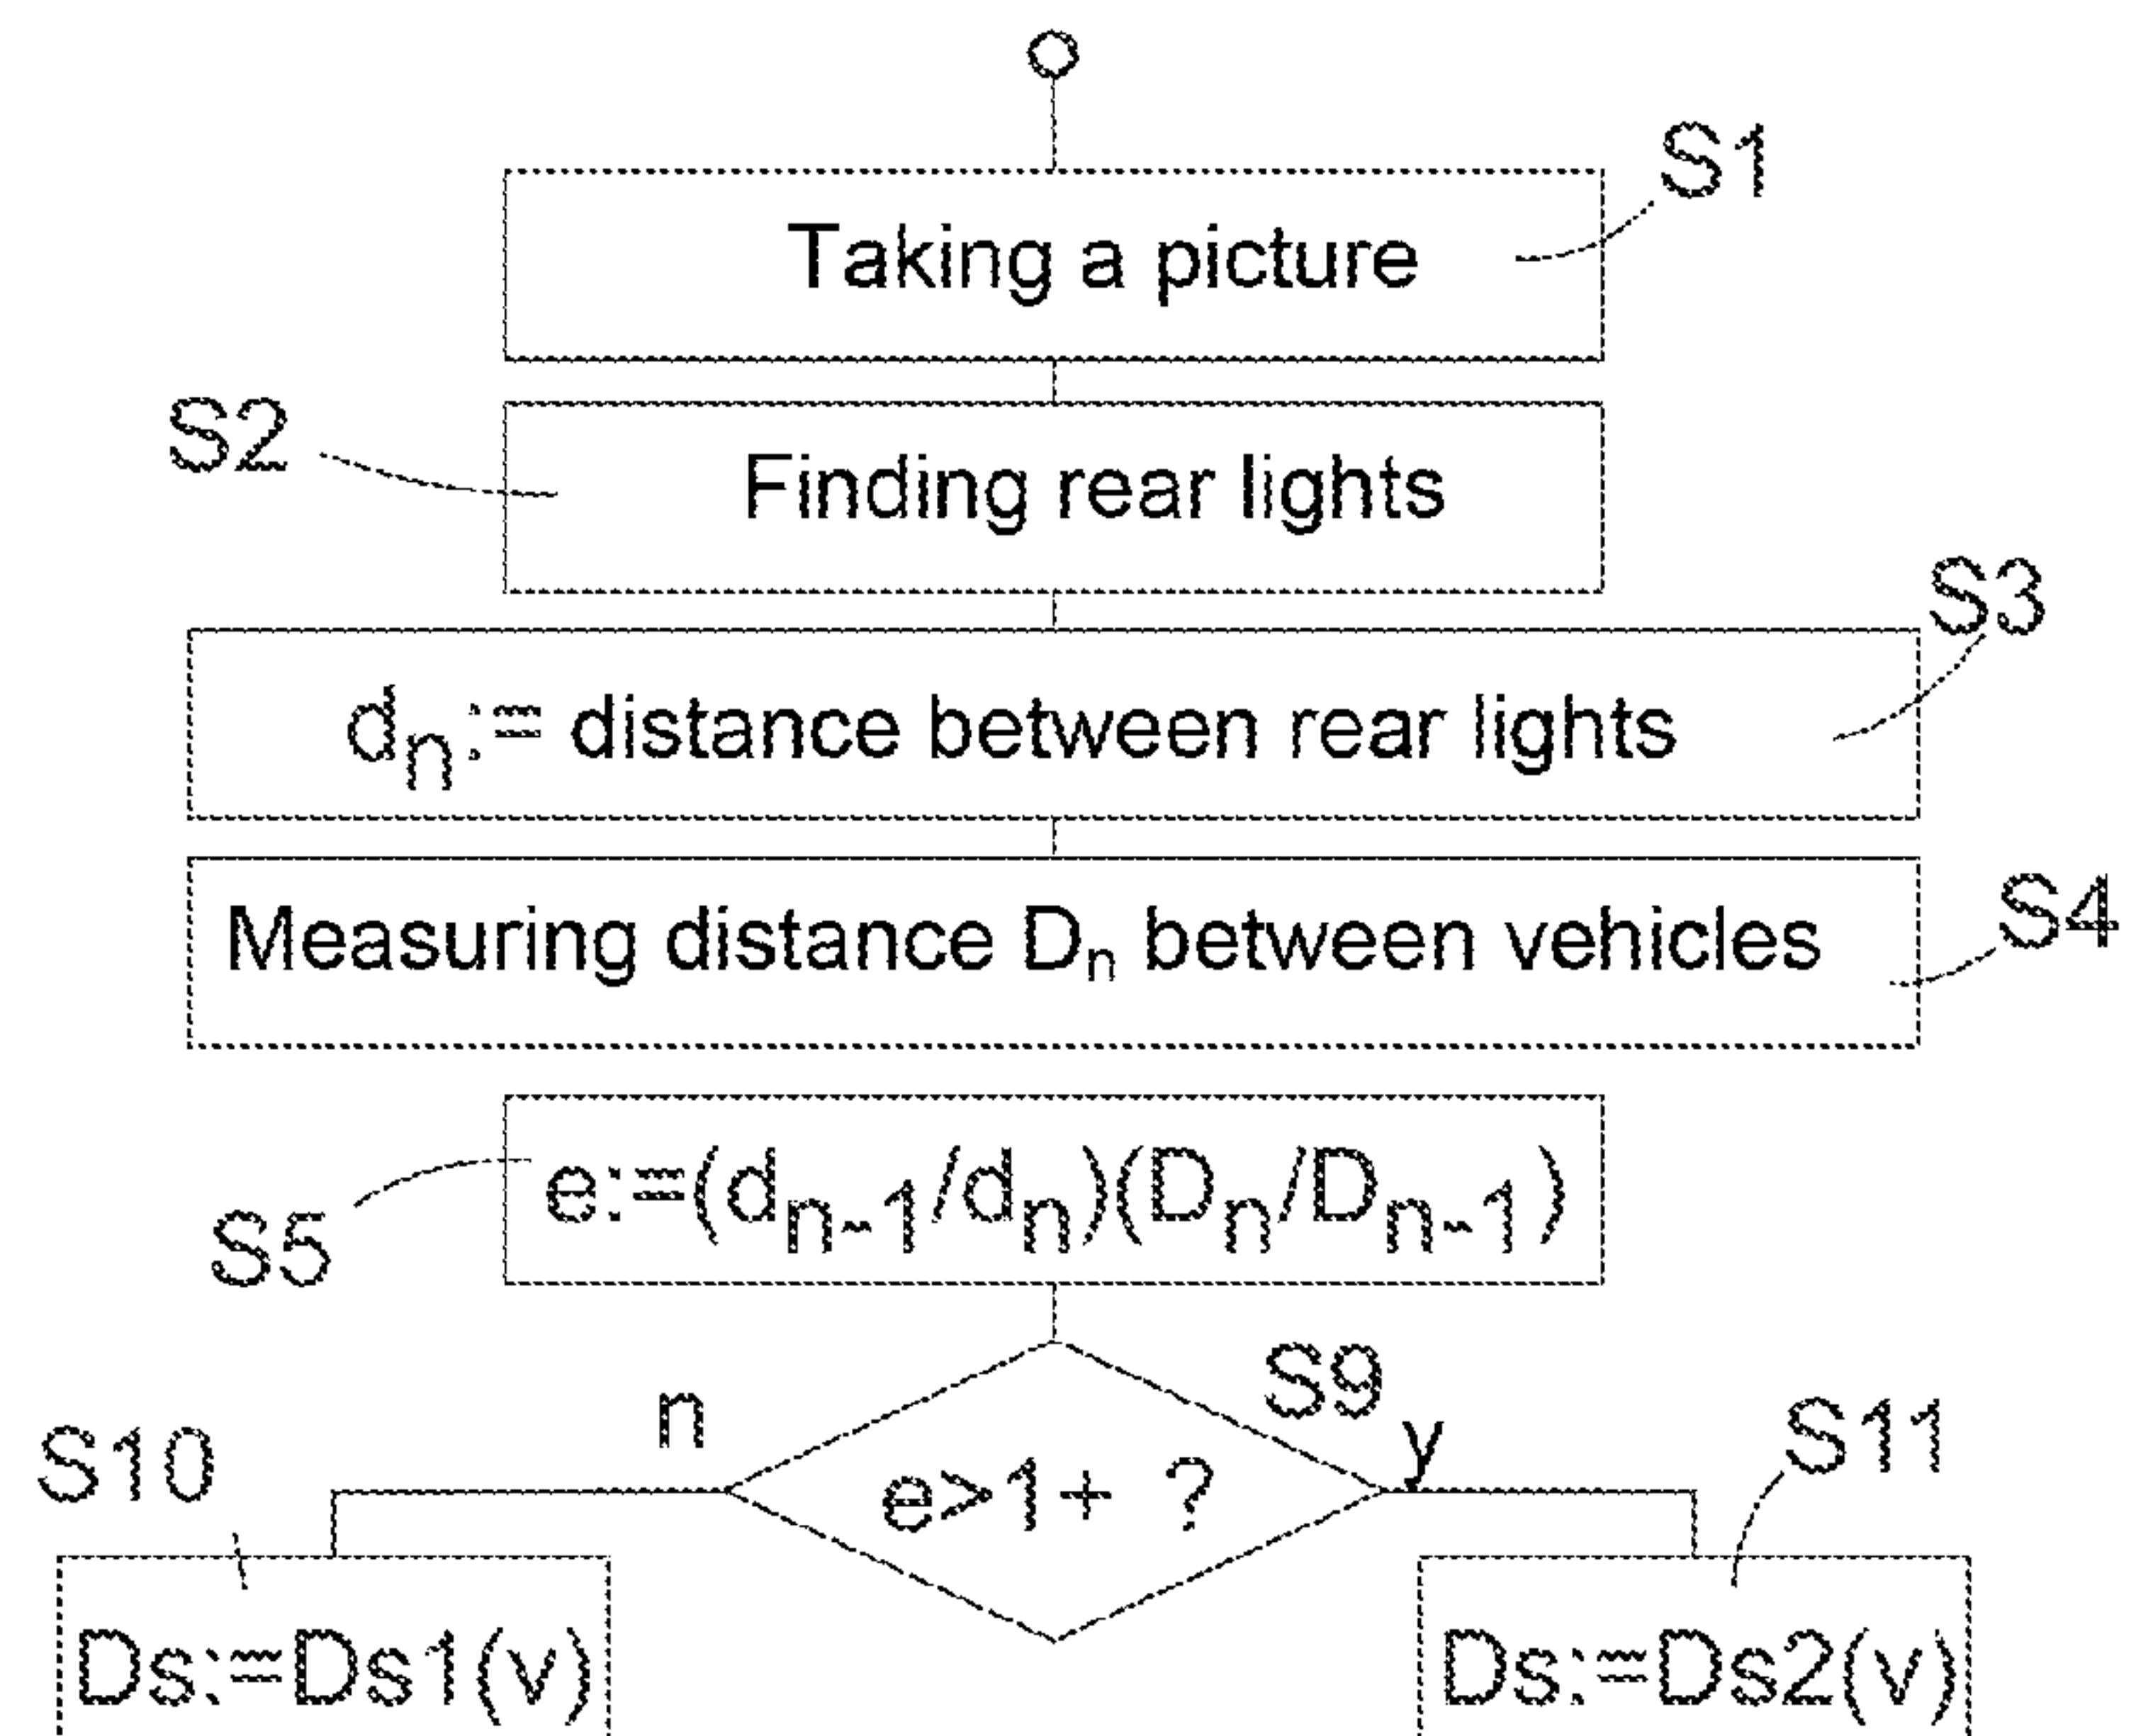 S1
Taking a picture
S2
Finding rear lights
S3
dₙ:= distance between rear lights
S4
Measuring distance Dₙ between vehicles
S5
e:=(dₙ₋₁/dₙ)(Dₙ/Dₙ₋₁)
S9
n
y
e>1+ ?
S10
S11
Ds:=Ds1(v)
Ds:=Ds2(v)